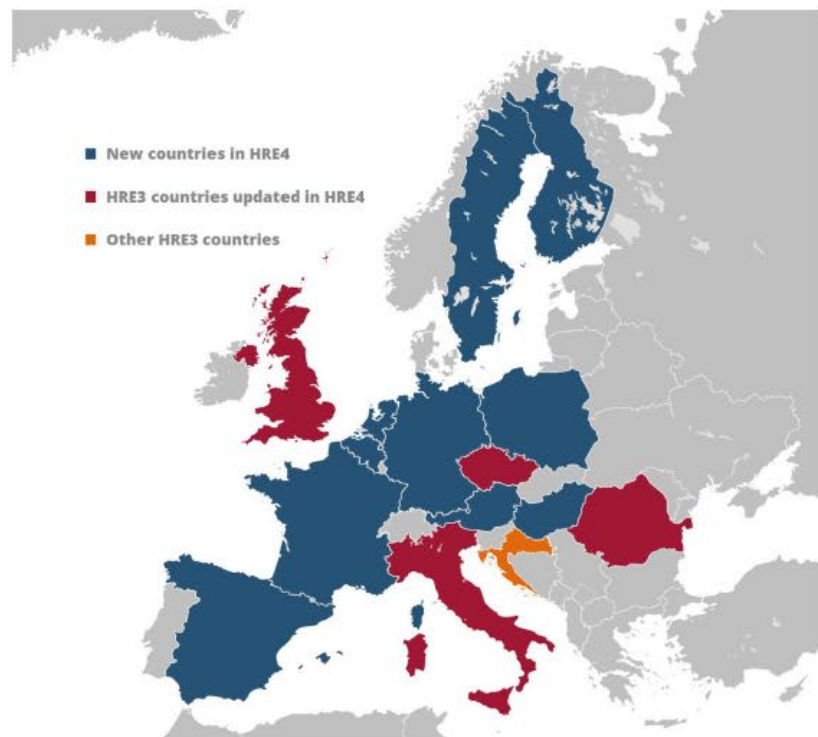 New countries in HRE4
HRE3 countries updated in HRE4
Other HRE3 countries